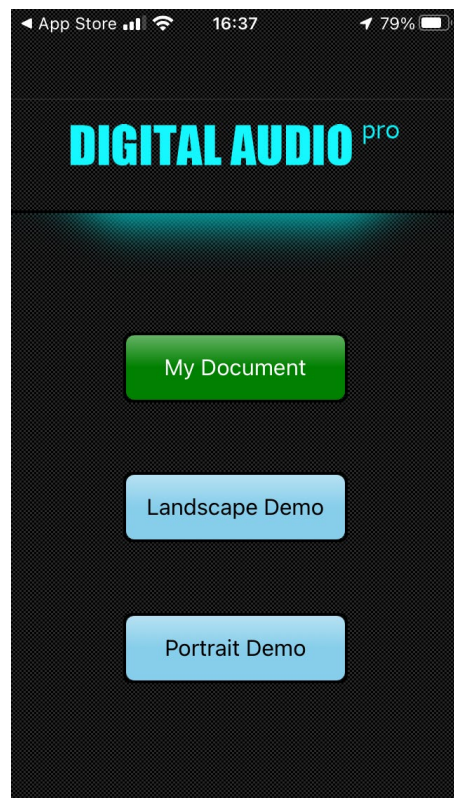 ◀ App Store 16:37 79%
DIGITAL AUDIO pro
My Document
Landscape Demo
Portrait Demo